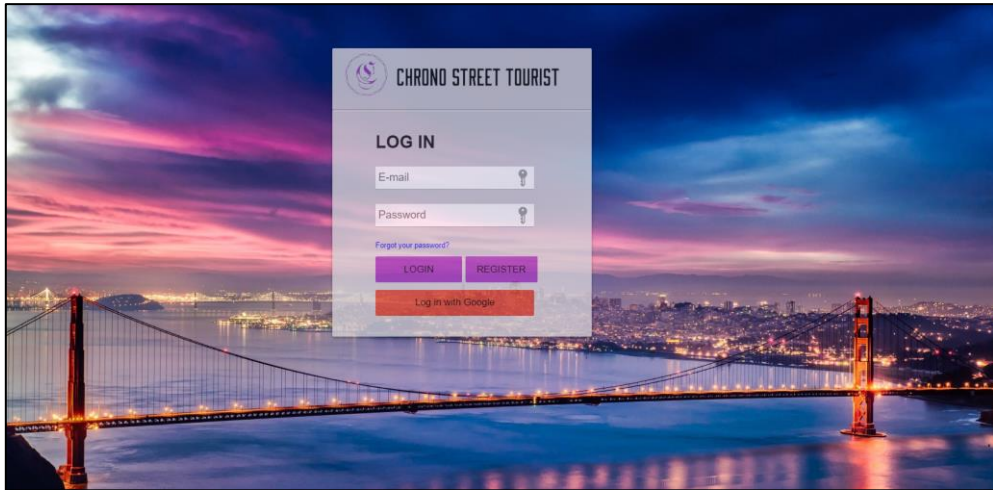 CHRONO STREET TOURIST
LOG IN
E-mail
Password
Forgot your password?
LOGIN REGISTER
Log in with Google